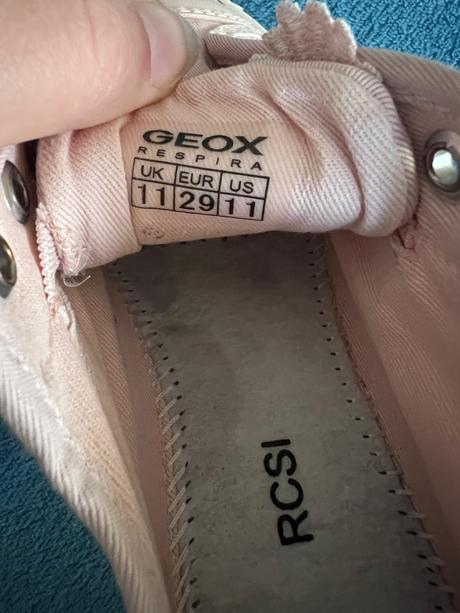 GEOX
RESPIRA
UK EUR US
11 29 11
RCSI